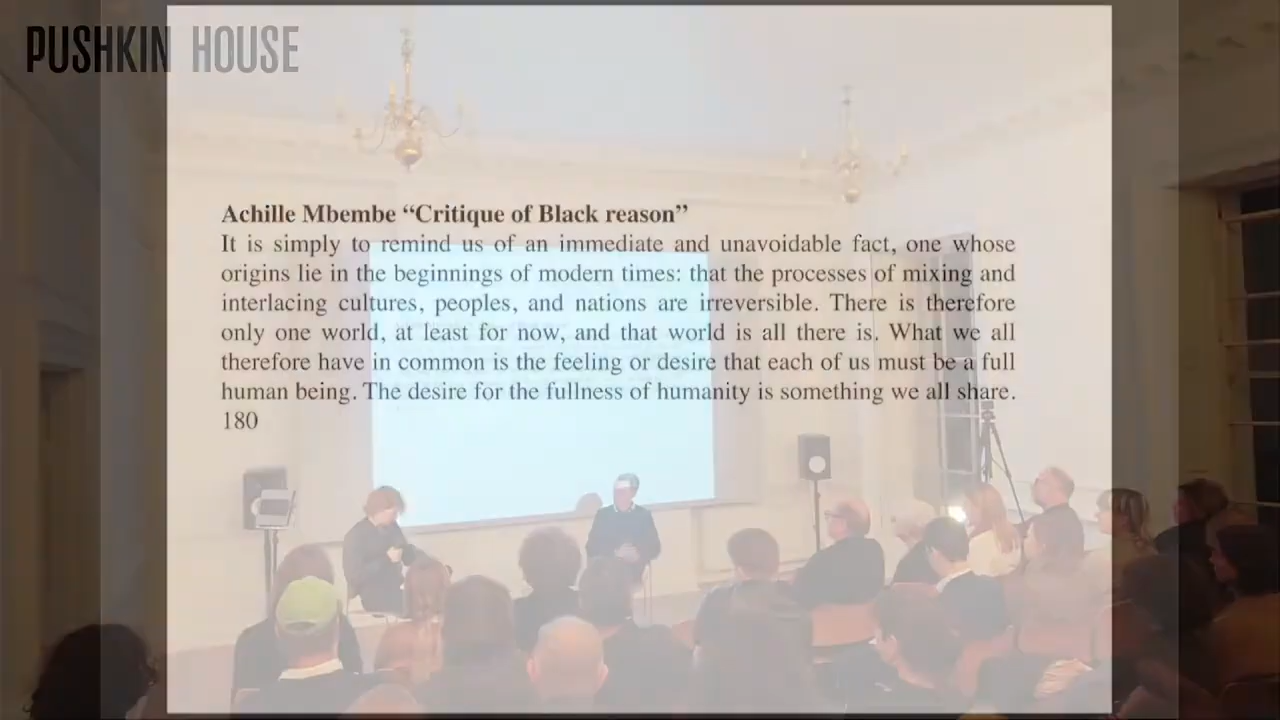 PUSHKIN HOUSE
Achille Mbembe “Critique of Black reason”
It is simply to remind us of an immediate and unavoidable fact, one whose
origins lie in the beginnings of modern times: that the processes of mixing and
interlacing cultures, peoples, and nations are irreversible. There is therefore
only one world, at least for now, and that world is all there is. What we all
therefore have in common is the feeling or desire that each of us must be a full
human being. The desire for the fullness of humanity is something we all share.
180